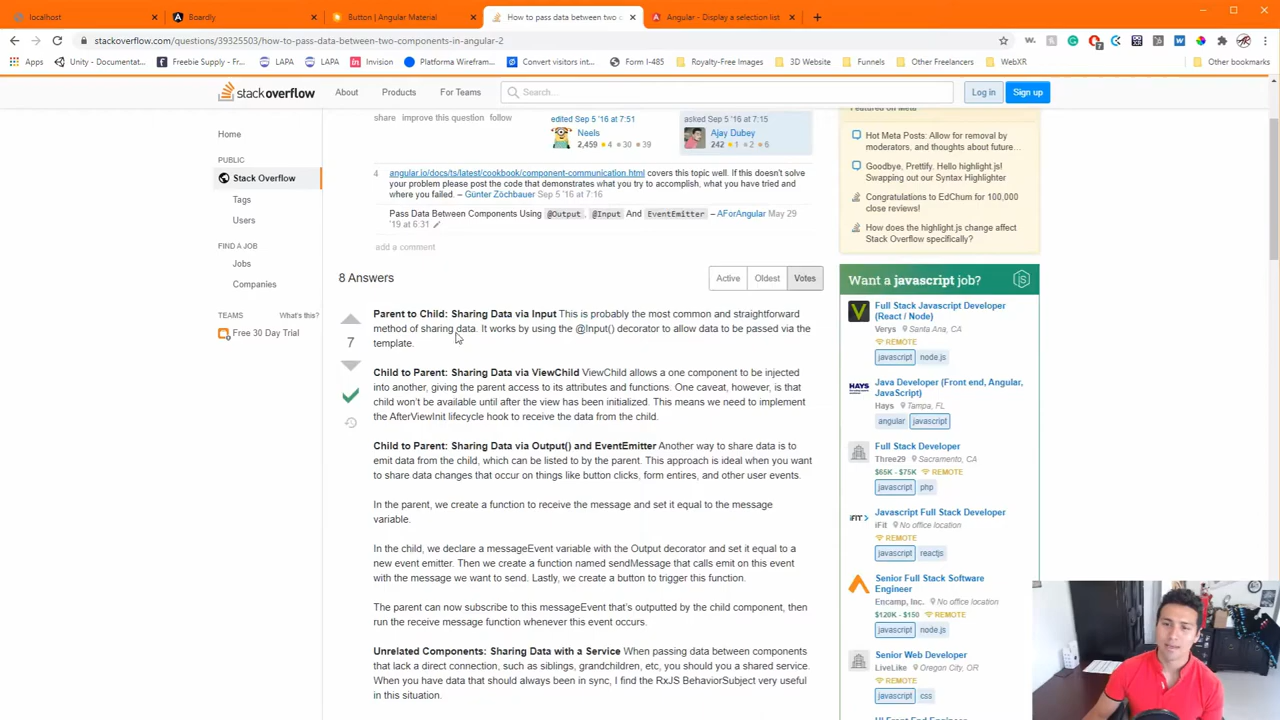 localhost
Boardly
Button | Angular Material
How to pass data between two c
Angular - Display a selection list
stackoverflow.com/questions/39325503/how-to-pass-data-between-two-components-in-angular-2
Apps
Unity - Documentat...
Freebie Supply - Fr...
LAPA
LAPA
Invision
Platforma Wirefram...
Convert visitors int...
Form I-485
Royalty-Free Images
3D Website
Funnels
Other Freelancers
WebXR
Other bookmarks
stackoverflow
About
Products
For Teams
Search...
Log in
Sign up
Home
PUBLIC
Stack Overflow
Tags
Users
FIND A JOB
Jobs
Companies
TEAMS
What's this?
Free 30 Day Trial
share improve this question follow
edited Sep 5 '16 at 7:51
Neels
2,459 4 30 39
asked Sep 5 '16 at 7:15
Ajay Dubey
242 1 2 6
4 angular.io/docs/ts/latest/cookbook/component-communication.html covers this topic well. If this doesn't solve
your problem please post the code that demonstrates what you try to accomplish, what you have tried and
where you failed. – Günter Zöchbauer Sep 5 '16 at 7:16
Pass Data Between Components Using @Output, @Input And EventEmitter – AForAngular May 29
'19 at 6:31
add a comment
8 Answers
Active
Oldest
Votes
7
Parent to Child: Sharing Data via Input This is probably the most common and straightforward
method of sharing data. It works by using the @Input() decorator to allow data to be passed via the
template.
Child to Parent: Sharing Data via ViewChild ViewChild allows a one component to be injected
into another, giving the parent access to its attributes and functions. One caveat, however, is that
child won't be available until after the view has been initialized. This means we need to implement
the AfterViewInit lifecycle hook to receive the data from the child.
Child to Parent: Sharing Data via Output() and EventEmitter Another way to share data is to
emit data from the child, which can be listed to by the parent. This approach is ideal when you want
to share data changes that occur on things like button clicks, form entires, and other user events.
In the parent, we create a function to receive the message and set it equal to the message
variable.
In the child, we declare a messageEvent variable with the Output decorator and set it equal to a
new event emitter. Then we create a function named sendMessage that calls emit on this event
with the message we want to send. Lastly, we create a button to trigger this function.
The parent can now subscribe to this messageEvent that's outputted by the child component, then
run the receive message function whenever this event occurs.
Unrelated Components: Sharing Data with a Service When passing data between components
that lack a direct connection, such as siblings, grandchildren, etc, you should you a shared service.
When you have data that should always been in sync, I find the RxJS BehaviorSubject very useful
in this situation.
Featured on Meta
Hot Meta Posts: Allow for removal by
moderators, and thoughts about future...
Goodbye, Prettify. Hello highlight.js!
Swapping out our Syntax Highlighter
Congratulations to EdChum for 100,000
close reviews!
How does the highlight.js change affect
Stack Overflow specifically?
Want a javascript job?
Full Stack Javascript Developer
(React / Node)
Verys Santa Ana, CA
REMOTE
javascript node.js
Java Developer (Front end, Angular,
JavaScript)
Hays Tampa, FL
angular javascript
Full Stack Developer
Three29 Sacramento, CA
$65K - $75K REMOTE
javascript php
Javascript Full Stack Developer
iFit No office location
REMOTE
javascript reactjs
Senior Full Stack Software
Engineer
Encamp, Inc. No office location
$120K - $150 REMOTE
javascript node.js
Senior Web Developer
LiveLike Oregon City, OR
REMOTE
javascript css